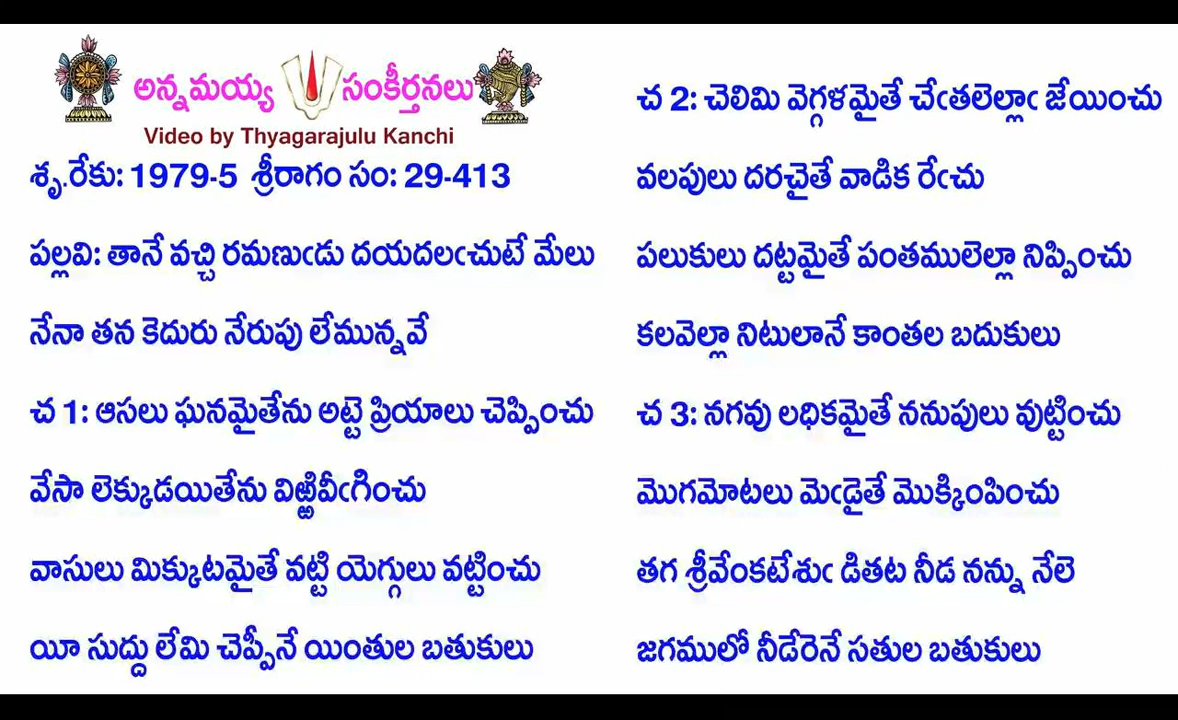 అన్నమయ్య సంకీర్తనలు
Video by Thyagarajulu Kanchi
శృ.రేకు: 1979-5 శ్రీరాగం సం: 29-413
పల్లవి: తానే వచ్చి రమణుఁడు దయదలఁచుటే మేలు
నేనా తన కెదురు నేరుపు లేమున్నవే
చ 1: ఆసలు ఘనమైతేను అట్టె ప్రియాలు చెప్పించు
వేసా లెక్కుడయితేను విఱ్ఱివీఁగించు
వాసులు మిక్కుటమైతే వట్టి యెగ్గులు వట్టించు
యీ సుద్దు లేమి చెప్పీనే యింతుల బతుకులు
చ 2: చెలిమి వెగ్గళమైతే చేఁతలెల్లాఁ జేయించు
వలపులు దరచైతే వాడిక రేఁచు
పలుకులు దట్టమైతే పంతములెల్లా నిప్పించు
కలవెల్లా నిటులానే కాంతల బదుకులు
చ 3: నగవు లధికమైతే ననుపులు వుట్టించు
మొగమోటలు మెఁడైతే మొక్కింపించు
తగ శ్రీవేంకటేశుఁ డితట నీడ నన్ను నేలె
జగములో నీడేరెనే సతుల బతుకులు